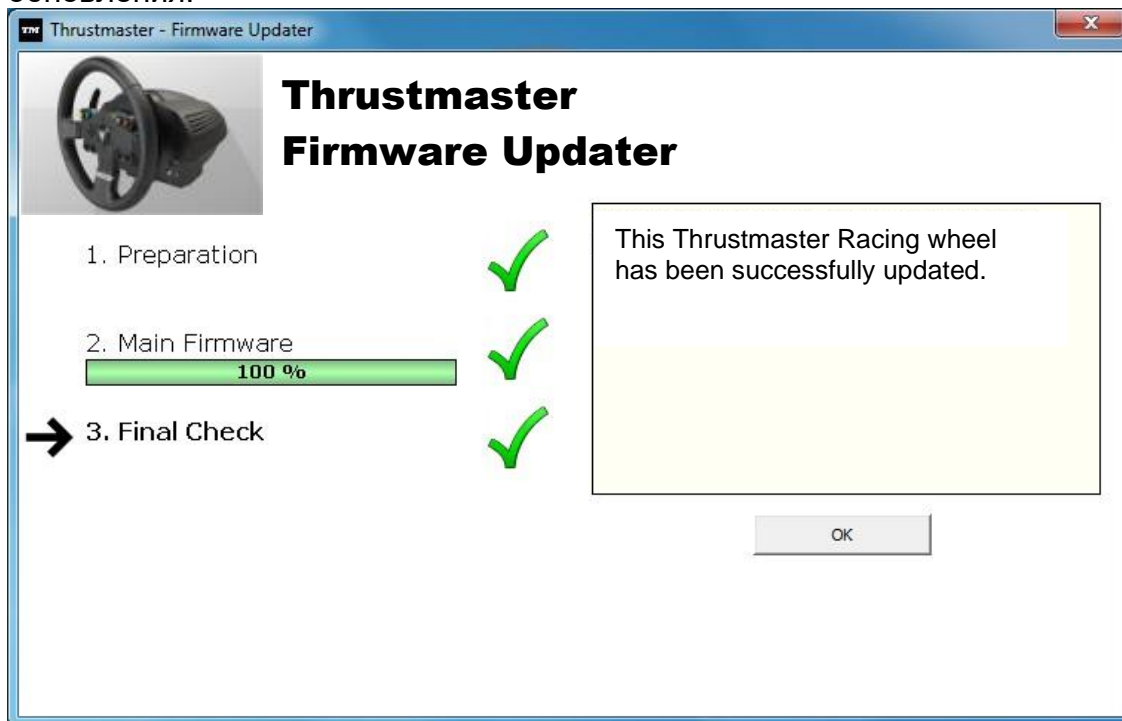 обновления.
Thrustmaster - Firmware Updater
Thrustmaster
Firmware Updater
1. Preparation
This Thrustmaster Racing wheel
has been successfully updated.
2. Main Firmware
100 %
3. Final Check
OK